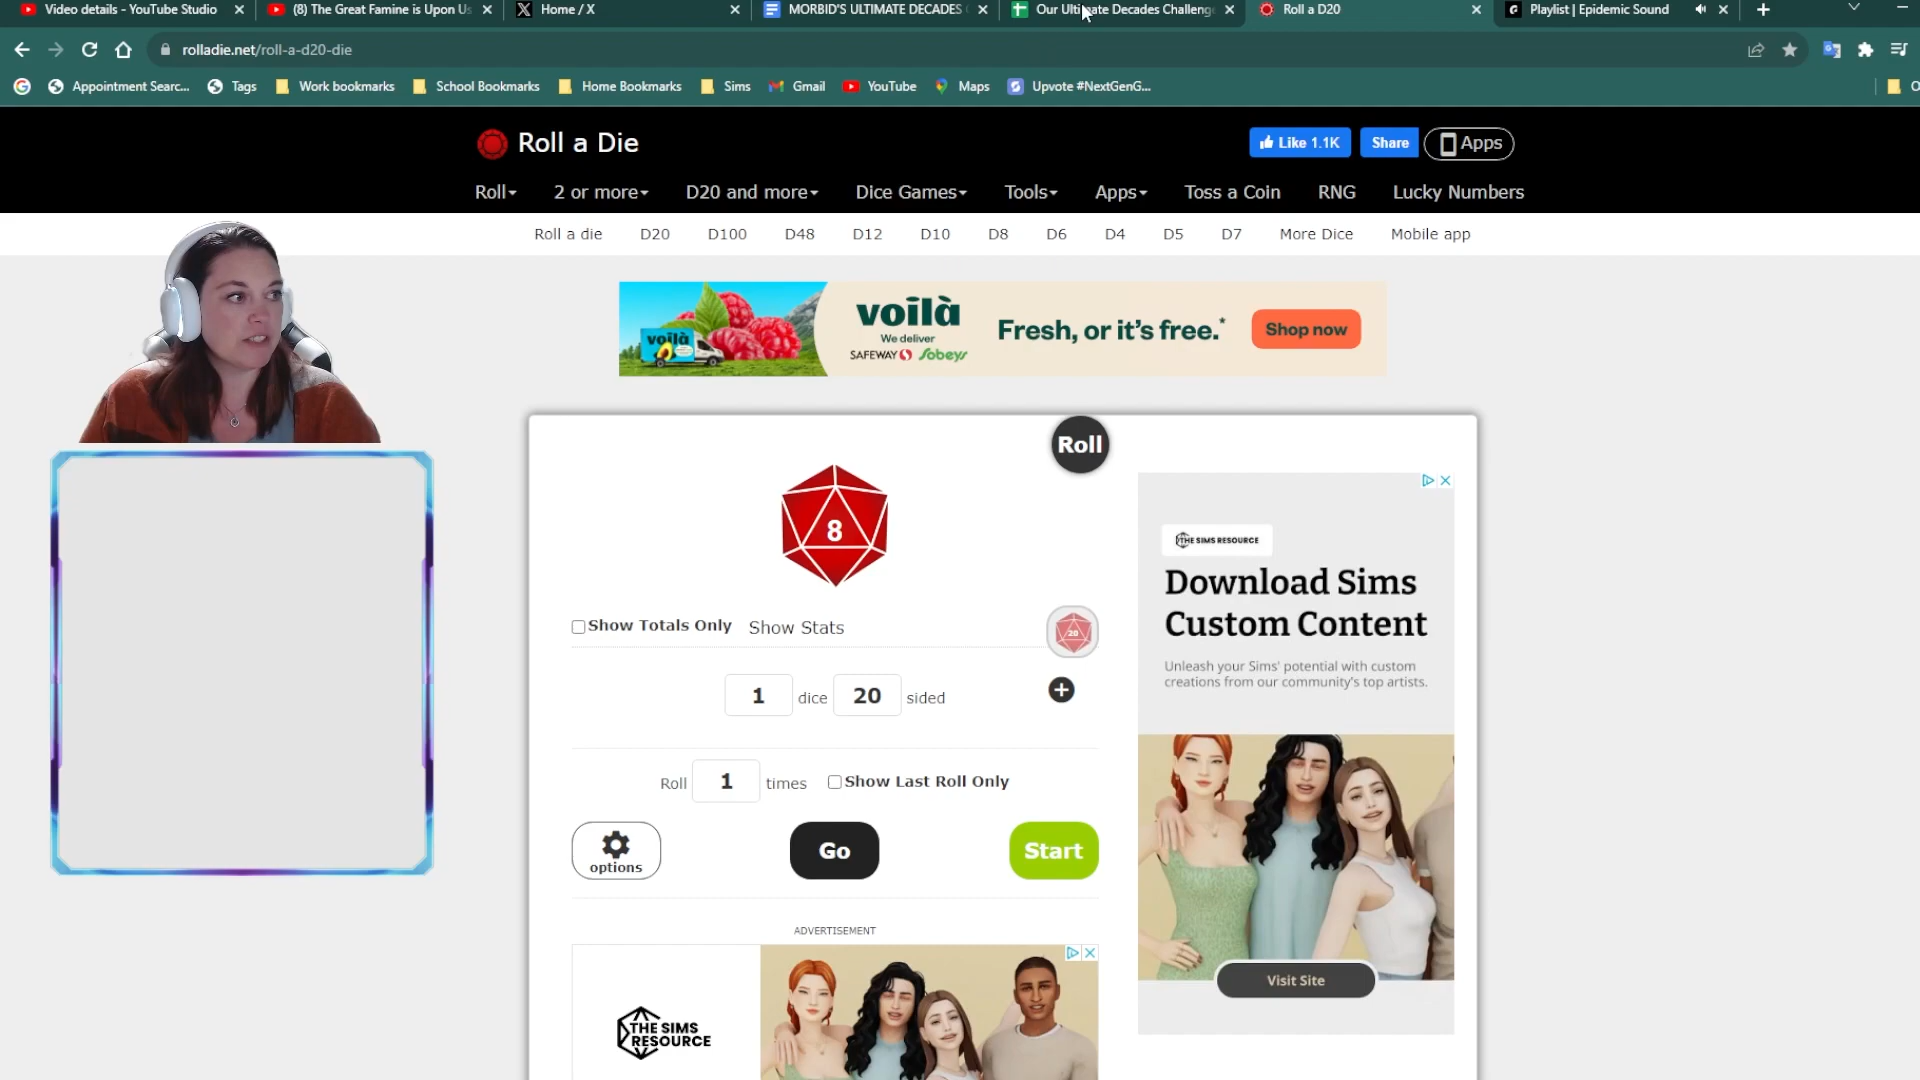 Video details - YouTube Studio
(8) The Great Famine is Upon Us
Home / X
MORBID'S ULTIMATE DECADES
Our Ultimate Decades Challenge
Roll a D20
Playlist | Epidemic Sound
rolladie.net/roll-a-d20-die
Appointment Searc...
Tags
Work bookmarks
School Bookmarks
Home Bookmarks
Sims
Gmail
YouTube
Maps
Upvote #NextGenG...
O
Roll a Die
Like 1.1K
Share
Apps
Roll
2 or more
D20 and more
Dice Games
Tools
Apps
Toss a Coin
RNG
Lucky Numbers
Roll a die
D20
D100
D48
D12
D10
D8
D6
D4
D5
D7
More Dice
Mobile app
voilà
voilà
We deliver
SAFEWAY Sobeys
Fresh, or it's free.*
Shop now
Roll
8
Show Totals Only
Show Stats
20
1 dice 20 sided
Roll 1 times
Show Last Roll Only
options
Go
Start
ADVERTISEMENT
THE SIMS
RESOURCE
THE SIMS RESOURCE
Download Sims
Custom Content
Unleash your Sims' potential with custom
creations from our community's top artists.
Visit Site